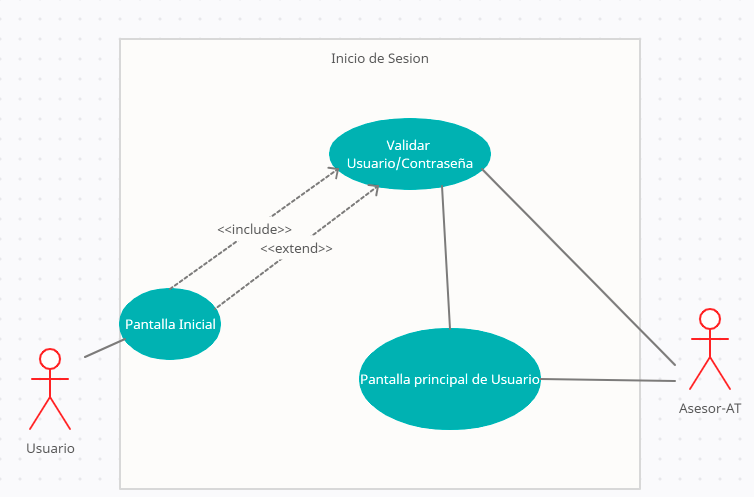 Inicio de Sesion
Validar
Usuario/Contraseña
<<include>>
<<extend>>
Pantalla Inicial
Pantalla principal de Usuario
Asesor-AT
Usuario